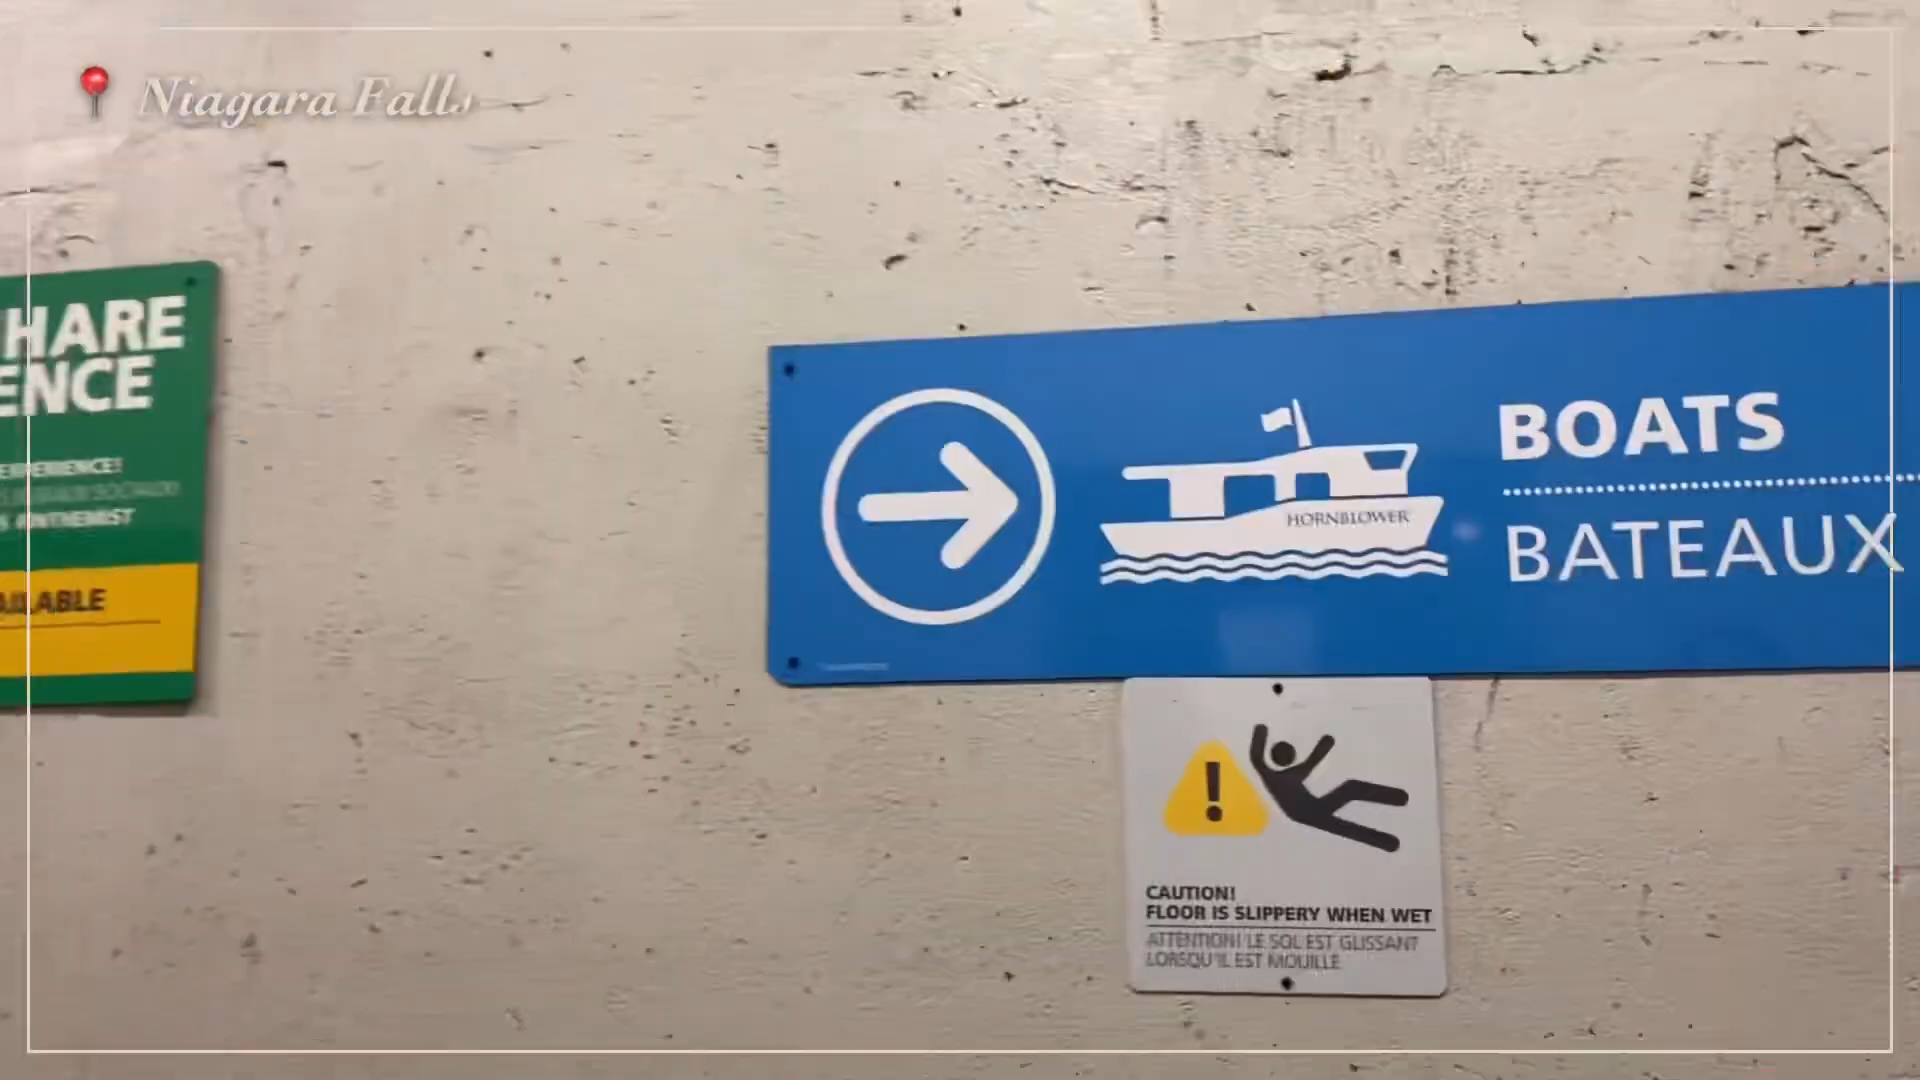 Niagara Falls
HARE
ENCE
AILABLE
BOATS
HORNBLOWER
BATEAUX
!
CAUTION!
FLOOR IS SLIPPERY WHEN WET
ATTENTION! LE SOL EST GLISSANT
LORSQU'IL EST MOUILLE